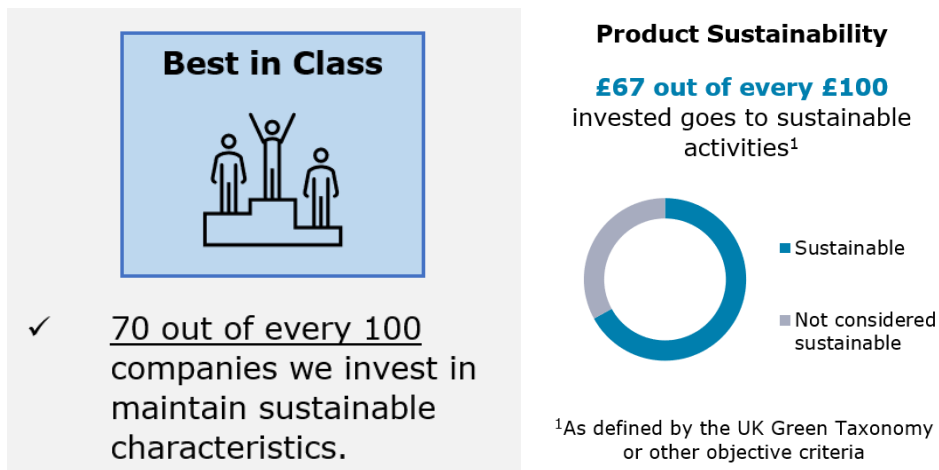 Best in Class
✓ 70 out of every 100
companies we invest in
maintain sustainable
characteristics.
Product Sustainability
£67 out of every £100
invested goes to sustainable
activities¹
Sustainable
Not considered
sustainable
¹As defined by the UK Green Taxonomy
or other objective criteria